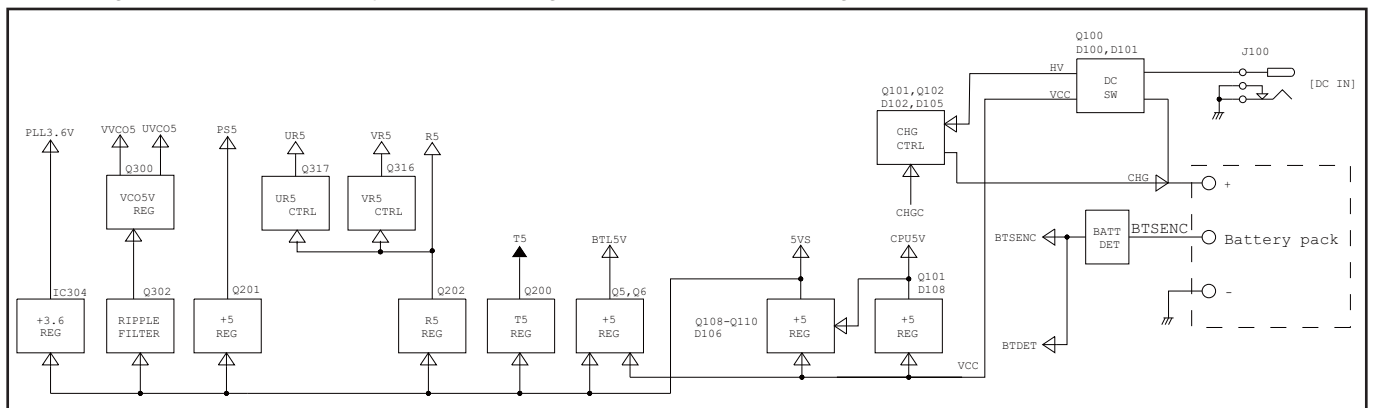 Q100
D100,D101
J100
HV
DC
SW
[DC IN]
VCC
Q101,Q102
D102,D105
CHG
CTRL
PLL3.6V
VVCO5
UVCO5
PS5
UR5
VR5
R5
Q300
VCO5V
REG
Q317
UR5
CTRL
Q316
VR5
CTRL
CHG
+
CHGC
BTSENC
BATT
DET
BTSENC
Battery pack
T5
BTL5V
5VS
CPU5V
IC304
+3.6
REG
Q302
RIPPLE
FILTER
Q201
+5
REG
Q202
R5
REG
Q200
T5
REG
Q5,Q6
+5
REG
Q108-Q110
D106
+5
REG
Q101
D108
+5
REG
-
BTDET
VCC